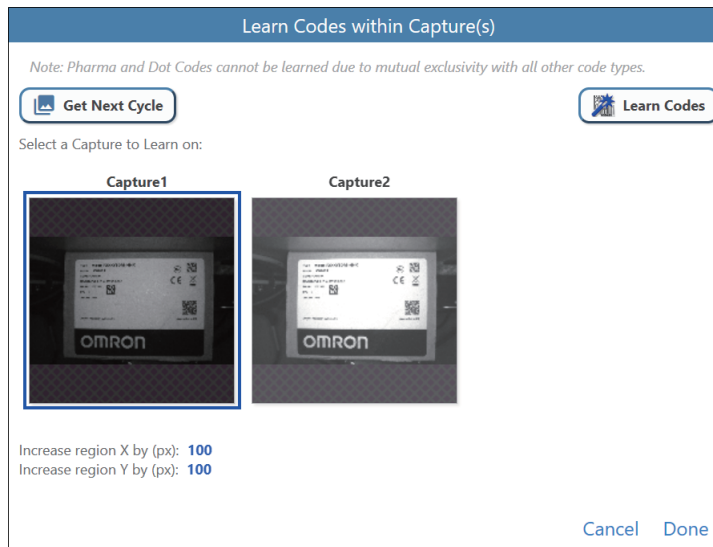 Learn Codes within Capture(s)
Note: Pharma and Dot Codes cannot be learned due to mutual exclusivity with all other code types.
Get Next Cycle
Learn Codes
Select a Capture to Learn on:
Capture1
Capture2
CE
CE
OMRON
OMRON
Increase region X by (px): 100
Increase region Y by (px): 100
Cancel
Done